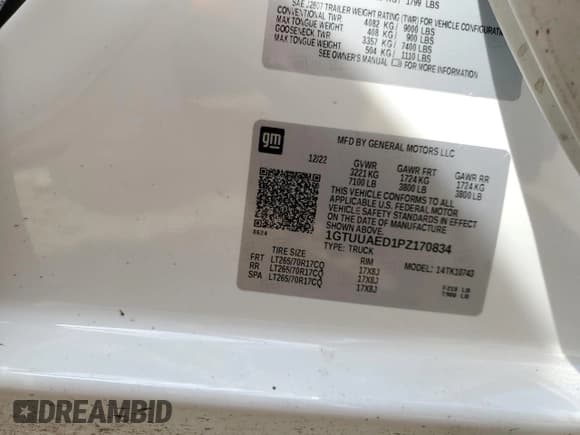 SAE J2807 TRAILER WEIGHT RATING (TWR) FOR VEHICLE CONFIGURATION
1799 LBS
CONVENTIONAL TWR 4082 KG/ 9000 LBS
MAX TONGUE WGT 408 KG/ 900 LBS
GOOSENECK TWR 3357 KG/ 7400 LBS
MAX TONGUE WGT 504 KG/ 1110 LBS
SEE OWNER'S MANUAL FOR MORE INFORMATION
gm
MFD BY GENERAL MOTORS LLC
12/22 GVWR GAWR FRT GAWR RR
3221 KG 1724 KG 1724 KG
7100 LB 3800 LB 3800 LB
THIS VEHICLE CONFORMS TO ALL
APPLICABLE U.S. FEDERAL MOTOR
VEHICLE SAFETY STANDARDS IN EFFECT
ON THE DATE OF MANUFACTURE
SHOWN ABOVE.
1GTUUAED1PZ170834
TYPE: TRUCK
MODEL: 14TK10743
TIRE SIZE RIM
FRT LT265/70R17CQ 17X8J
RR LT265/70R17CQ 17X8J
SPA LT265/70R17CQ 17X8J
DREAMBID